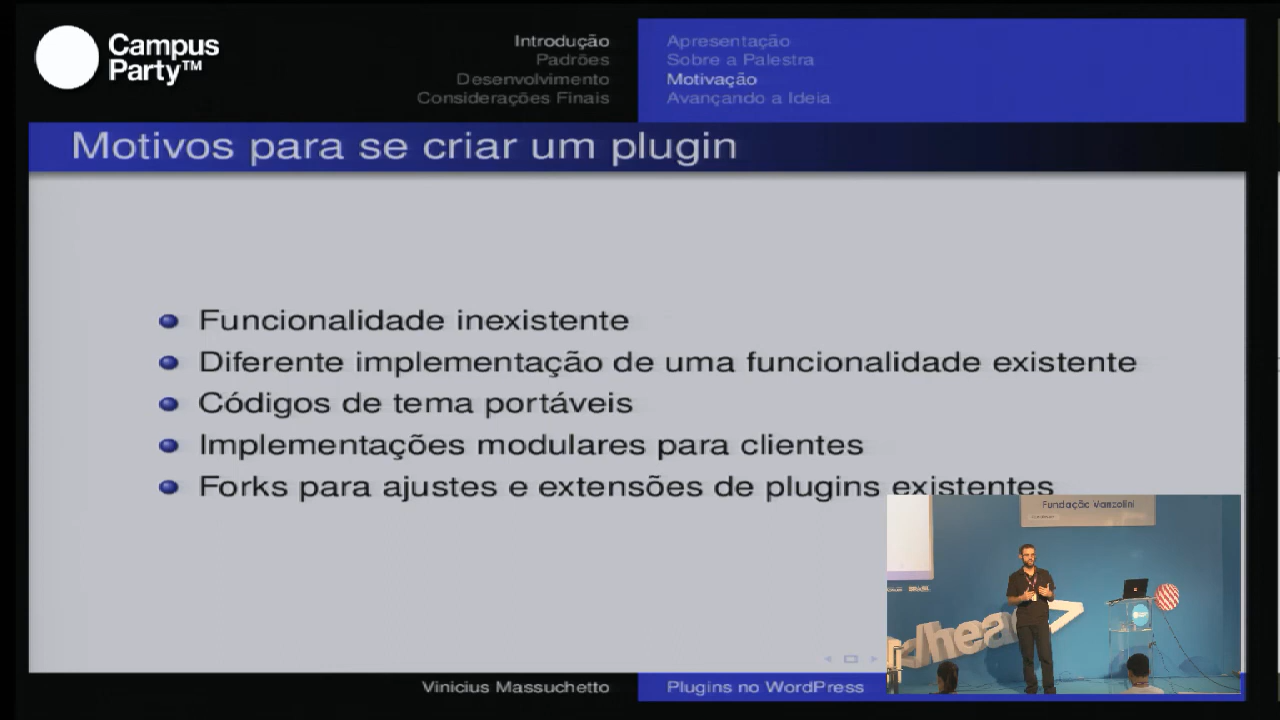 Campus
Party™
Introdução
Padrões
Desenvolvimento
Considerações Finais
Apresentação
Sobre a Palestra
Motivação
Avançando a Ideia
Motivos para se criar um plugin
Funcionalidade inexistente
Diferente implementação de uma funcionalidade existente
Códigos de tema portáveis
Implementações modulares para clientes
Forks para ajustes e extensões de plugins existentes
Fundação Vanzolini
dhea
Vinicius Massuchetto
Plugins no WordPress